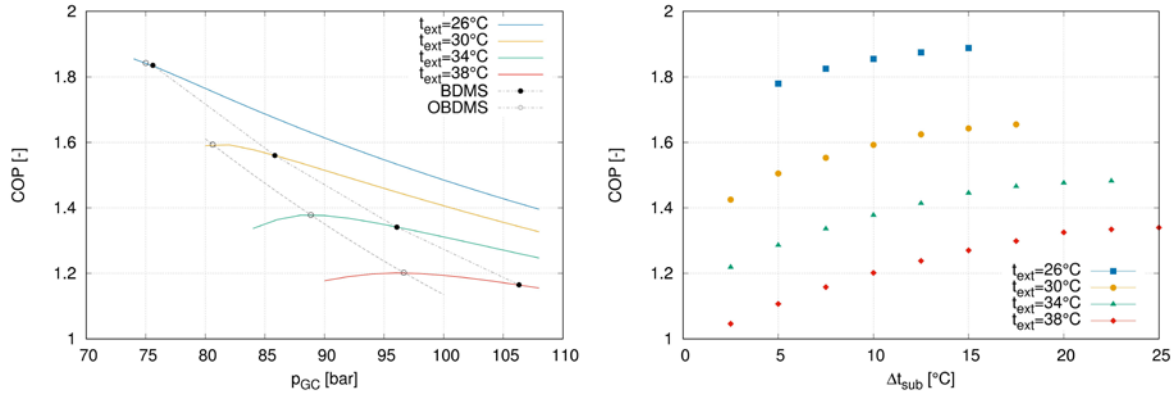 COP [-]
2
1.8
1.6
1.4
1.2
1
70 75 80 85 90 95 100 105 110
p_GC [bar]
t_ext=26°C
t_ext=30°C
t_ext=34°C
t_ext=38°C
BDMS
OBDMS
COP [-]
2
1.8
1.6
1.4
1.2
1
0 5 10 15 20 25
Δt_sub [°C]
t_ext=26°C
t_ext=30°C
t_ext=34°C
t_ext=38°C